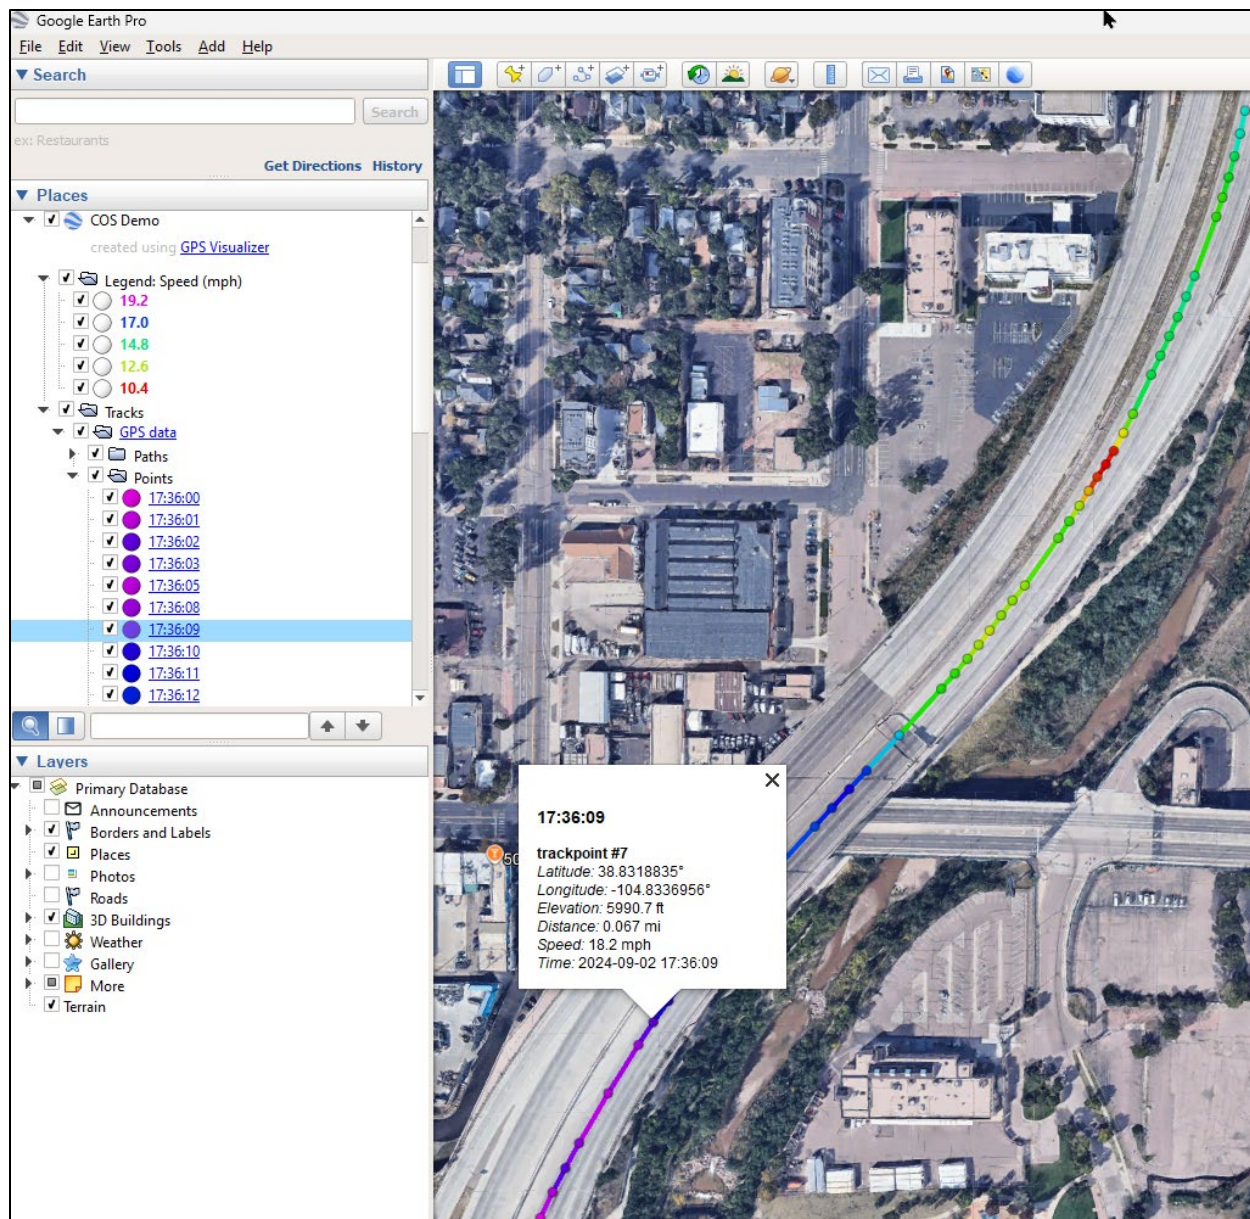 Google Earth Pro
File Edit View Tools Add Help
Search
Search
ex: Restaurants
Get Directions History
Places
COS Demo
created using GPS Visualizer
Legend: Speed (mph)
19.2
17.0
14.8
12.6
10.4
Tracks
GPS data
Paths
Points
17:36:00
17:36:01
17:36:02
17:36:03
17:36:05
17:36:08
17:36:09
17:36:10
17:36:11
17:36:12
Layers
Primary Database
Announcements
Borders and Labels
Places
Photos
Roads
3D Buildings
Weather
Gallery
More
Terrain
50
17:36:09
trackpoint #7
Latitude: 38.8318835°
Longitude: -104.8336956°
Elevation: 5990.7 ft
Distance: 0.067 mi
Speed: 18.2 mph
Time: 2024-09-02 17:36:09